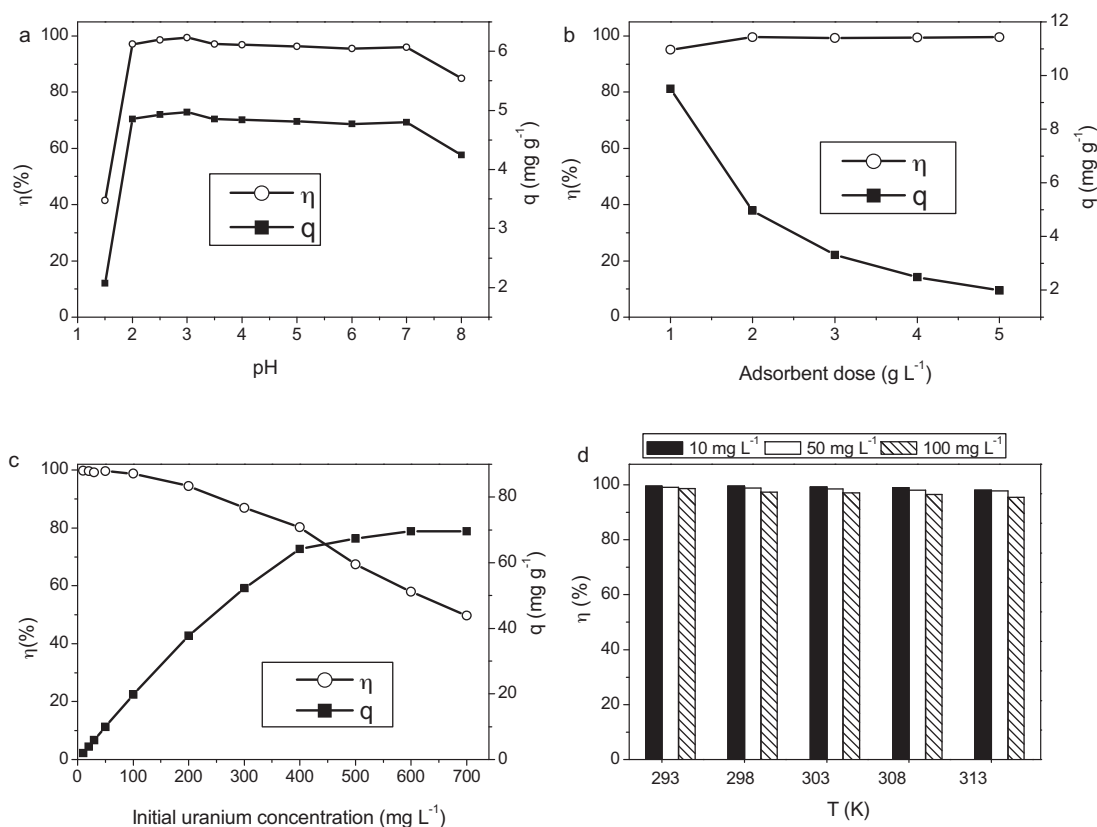 a
100
80
60
40
20
0
η(%)
6
5
4
3
2
q (mg g⁻¹)
η
q
1 2 3 4 5 6 7 8
pH
b
100
80
60
40
20
0
η(%)
12
10
8
6
4
2
q (mg g⁻¹)
η
q
1 2 3 4 5
Adsorbent dose (g L⁻¹)
c
100
80
60
40
20
0
η(%)
80
60
40
20
0
q (mg g⁻¹)
η
q
0 100 200 300 400 500 600 700
Initial uranium concentration (mg L⁻¹)
d
10 mg L⁻¹ 50 mg L⁻¹ 100 mg L⁻¹
100
80
60
40
20
0
η (%)
293 298 303 308 313
T (K)